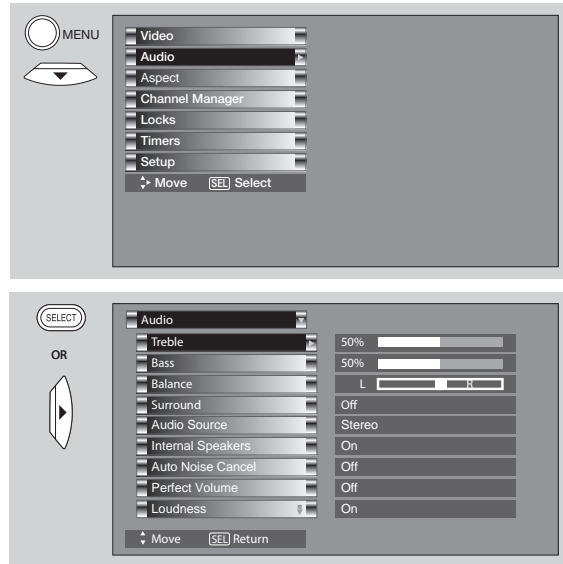 MENU
Video
Audio
Aspect
Channel Manager
Locks
Timers
Setup
Move SEL Select
SELECT
OR
Audio
Treble 50%
Bass 50%
Balance L R
Surround Off
Audio Source Stereo
Internal Speakers On
Auto Noise Cancel Off
Perfect Volume Off
Loudness On
Move SEL Return